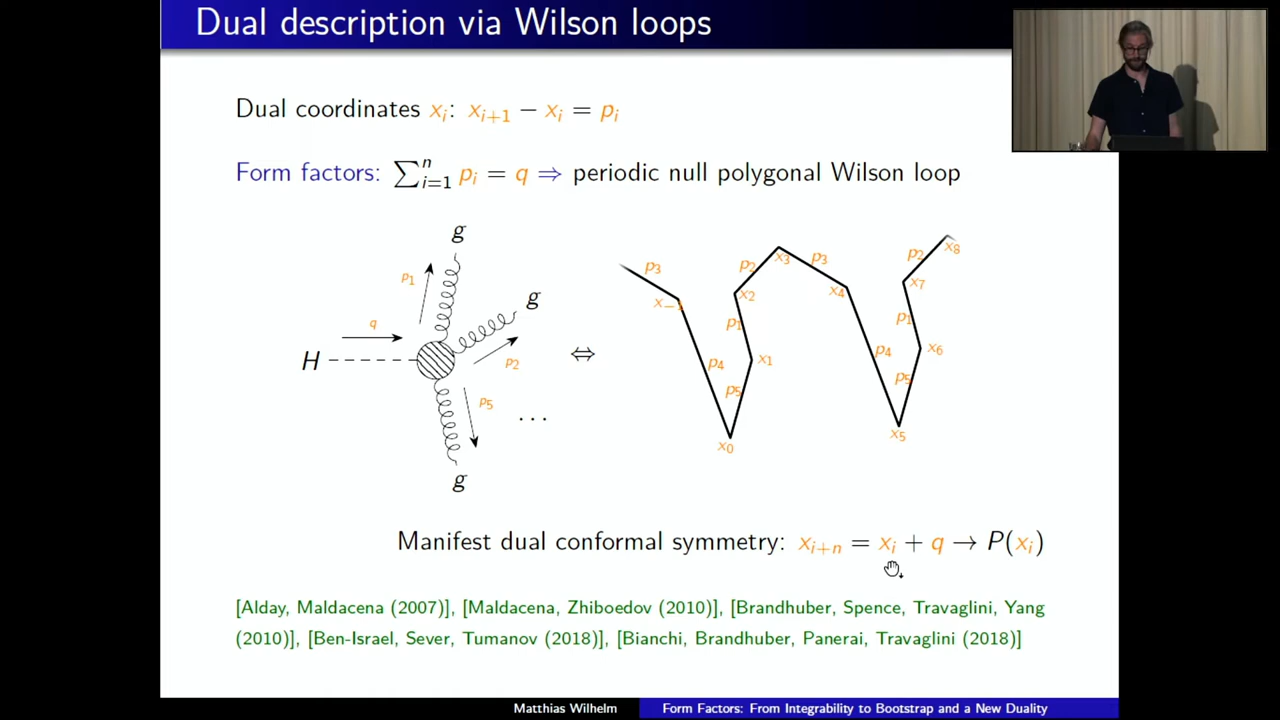 Dual description via Wilson loops
Dual coordinates xᵢ: xᵢ₊₁ − xᵢ = pᵢ
Form factors: ∑ⁿᵢ₌₁ pᵢ = q ⇒ periodic null polygonal Wilson loop
g
p₁
g
q
H
p₂
p₅
...
g
⇔
p₃
x₋₁
p₄
p₅
x₀
x₁
p₁
x₂
p₂
x₃
p₃
x₄
p₄
p₅
x₅
x₆
p₁
x₇
p₂
x₈
Manifest dual conformal symmetry: xᵢ₊ₙ = xᵢ + q → P(xᵢ)
[Alday, Maldacena (2007)], [Maldacena, Zhiboedov (2010)], [Brandhuber, Spence, Travaglini, Yang
(2010)], [Ben-Israel, Sever, Tumanov (2018)], [Bianchi, Brandhuber, Panerai, Travaglini (2018)]
Matthias Wilhelm
Form Factors: From Integrability to Bootstrap and a New Duality